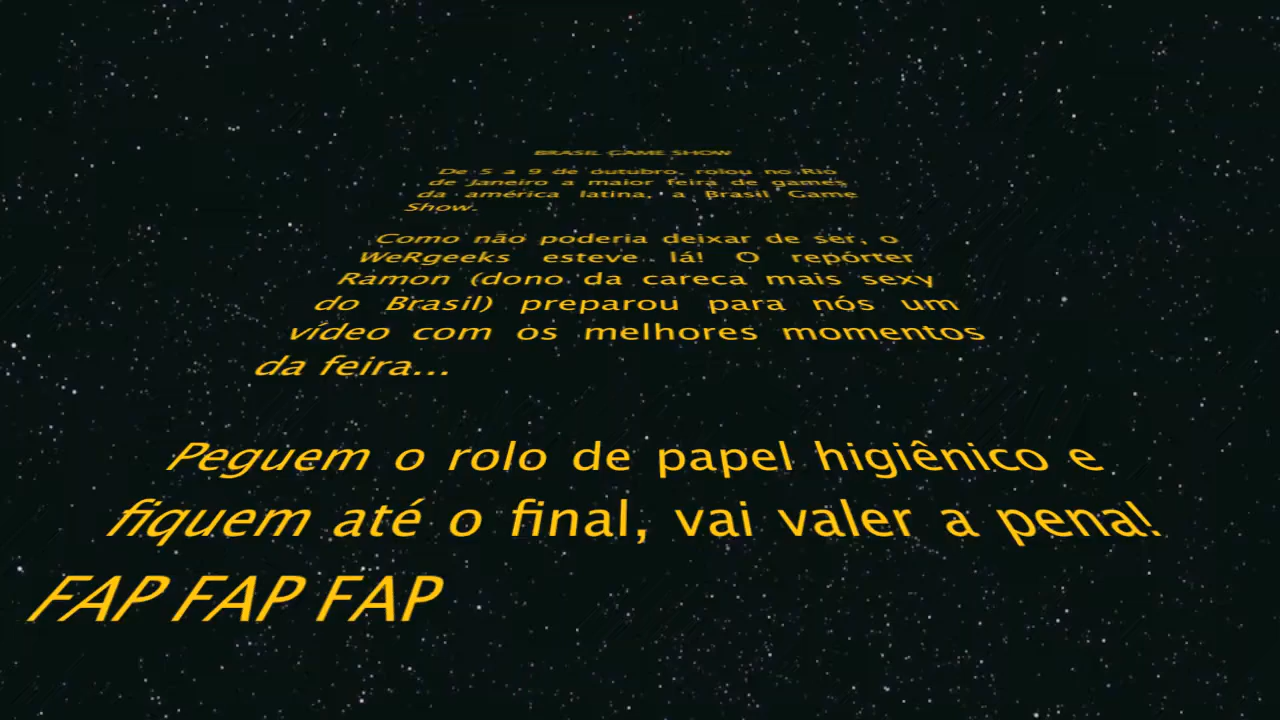 BRASIL GAME SHOW
De 5 a 9 de outubro, rolou no Rio
de Janeiro a maior feira de games
da américa latina, a Brasil Game
Show.
Como não poderia deixar de ser, o
WeRgeeks esteve lá! O repórter
Ramon (dono da careca mais sexy
do Brasil) preparou para nós um
vídeo com os melhores momentos
da feira...
Peguem o rolo de papel higiênico e
fiquem até o final, vai valer a pena!
FAP FAP FAP